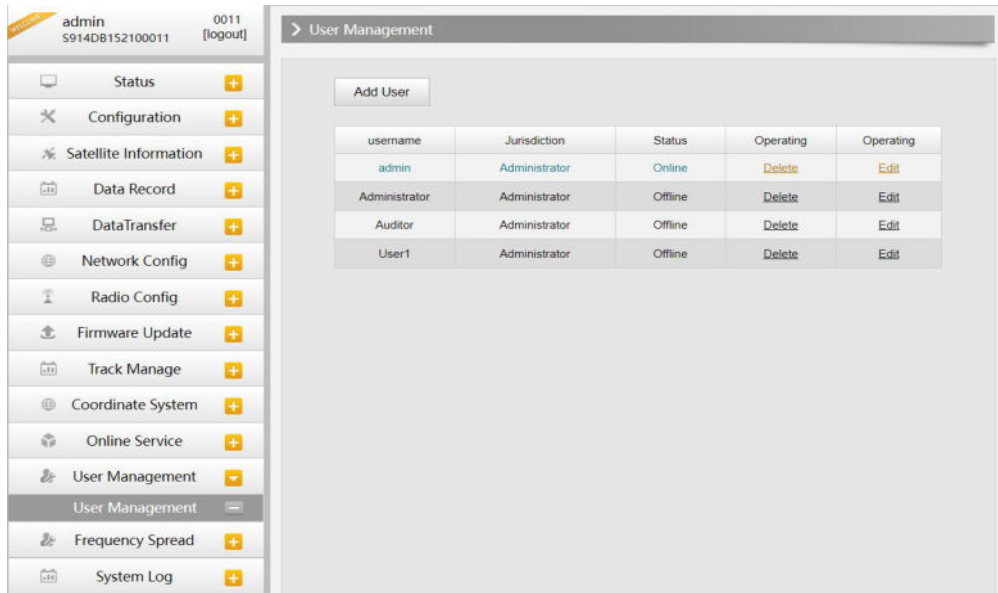 WELCOME
admin 0011
S914DB152100011 [logout]
Status
Configuration
Satellite Information
Data Record
DataTransfer
Network Config
Radio Config
Firmware Update
Track Manage
Coordinate System
Online Service
User Management
User Management
Frequency Spread
System Log
User Management
Add User
username Jurisdiction Status Operating Operating
admin Administrator Online Delete Edit
Administrator Administrator Offline Delete Edit
Auditor Administrator Offline Delete Edit
User1 Administrator Offline Delete Edit